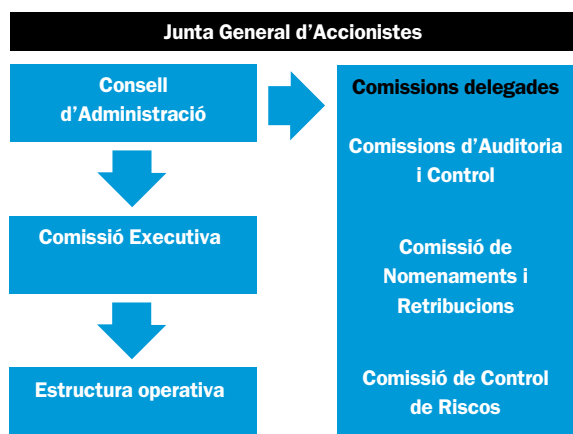 Junta General d'Accionistes
Consell
d'Administració
Comissió Executiva
Estructura operativa
Comissions delegades
Comissions d'Auditoria
i Control
Comissió de
Nomenaments i
Retribucions
Comissió de Control
de Riscos